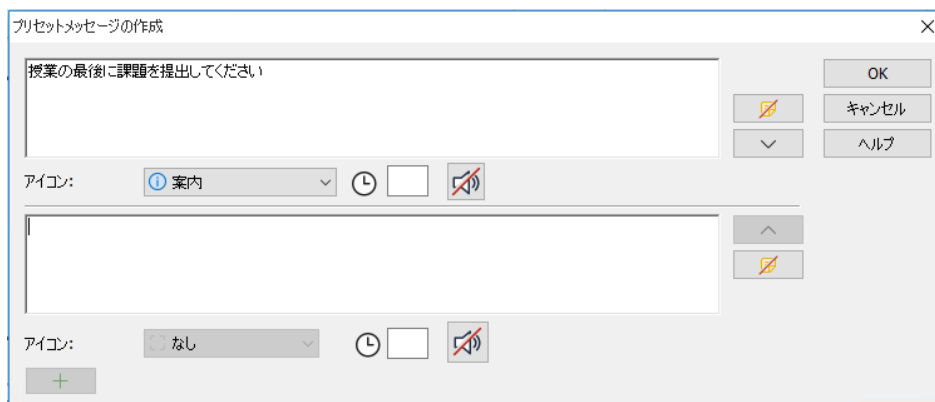 プリセットメッセージの作成
授業の最後に課題を提出してください
OK
キャンセル
ヘルプ
アイコン: 案内
アイコン: なし